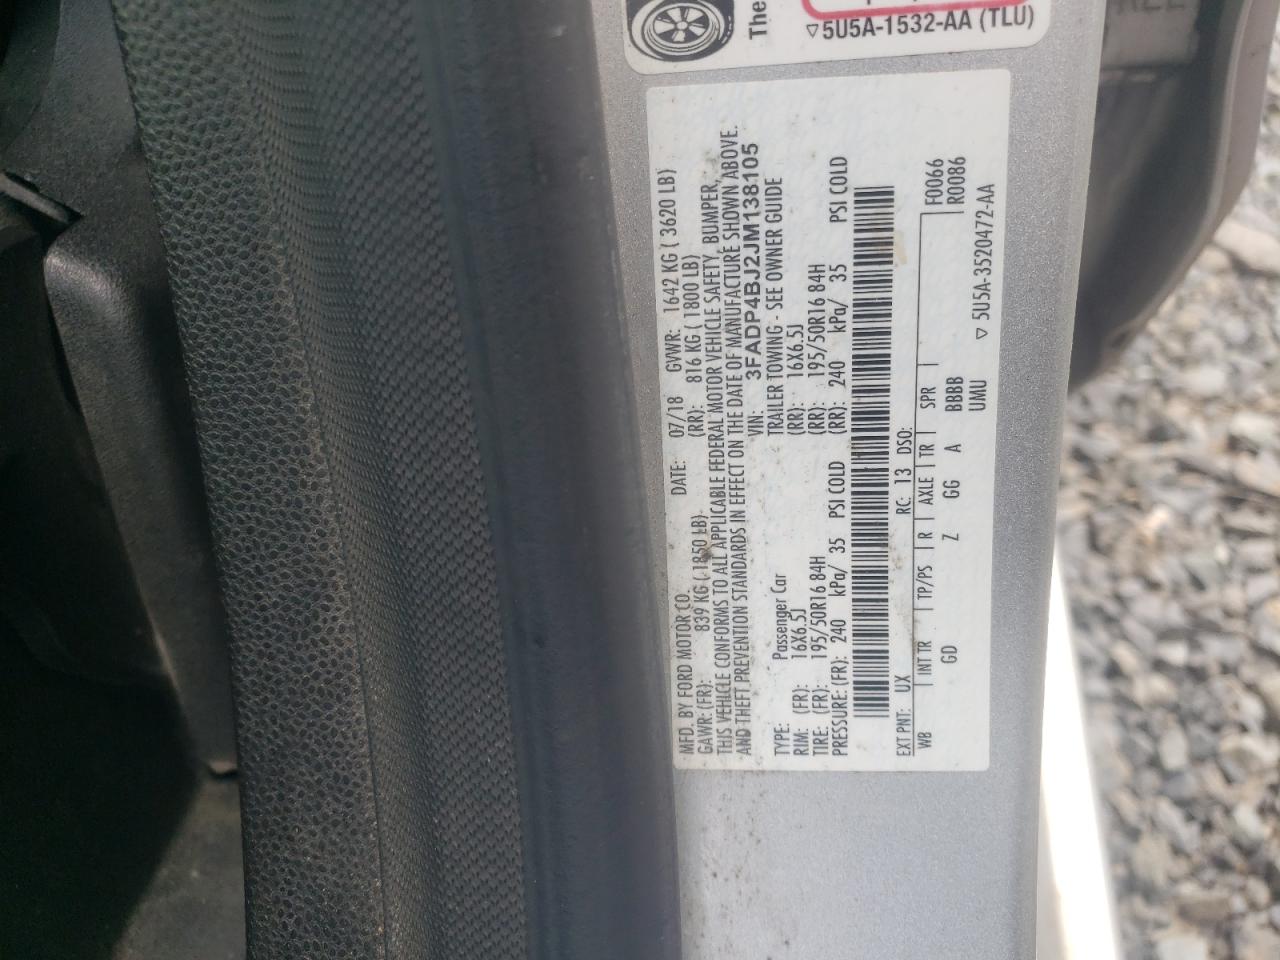 The
▽5U5A-1532-AA (TLU)
MFD. BY FORD MOTOR CO. DATE: 07/18 GVWR: 1642 KG ( 3620 LB)
GAWR: (FR): 839 KG ( 1850 LB) (RR): 816 KG ( 1800 LB)
THIS VEHICLE CONFORMS TO ALL APPLICABLE FEDERAL MOTOR VEHICLE SAFETY, BUMPER,
AND THEFT PREVENTION STANDARDS IN EFFECT ON THE DATE OF MANUFACTURE SHOWN ABOVE.
VIN: 3FADP4BJ2JM138105
TYPE: Passenger Car TRAILER TOWING - SEE OWNER GUIDE
RIM: (FR): 16X6.5J (RR): 16X6.5J
TIRE: (FR): 195/50R16 84H (RR): 195/50R16 84H
PRESSURE: (FR): 240 kPa/ 35 PSI COLD (RR): 240 kPa/ 35 PSI COLD
EXT PNT: UX RC: 13 DSO:
WB INT TR TP/PS R AXLE TR SPR F0066
GD Z GG A BBBB R0086
UMU
▽ 5U5A-3520472-AA